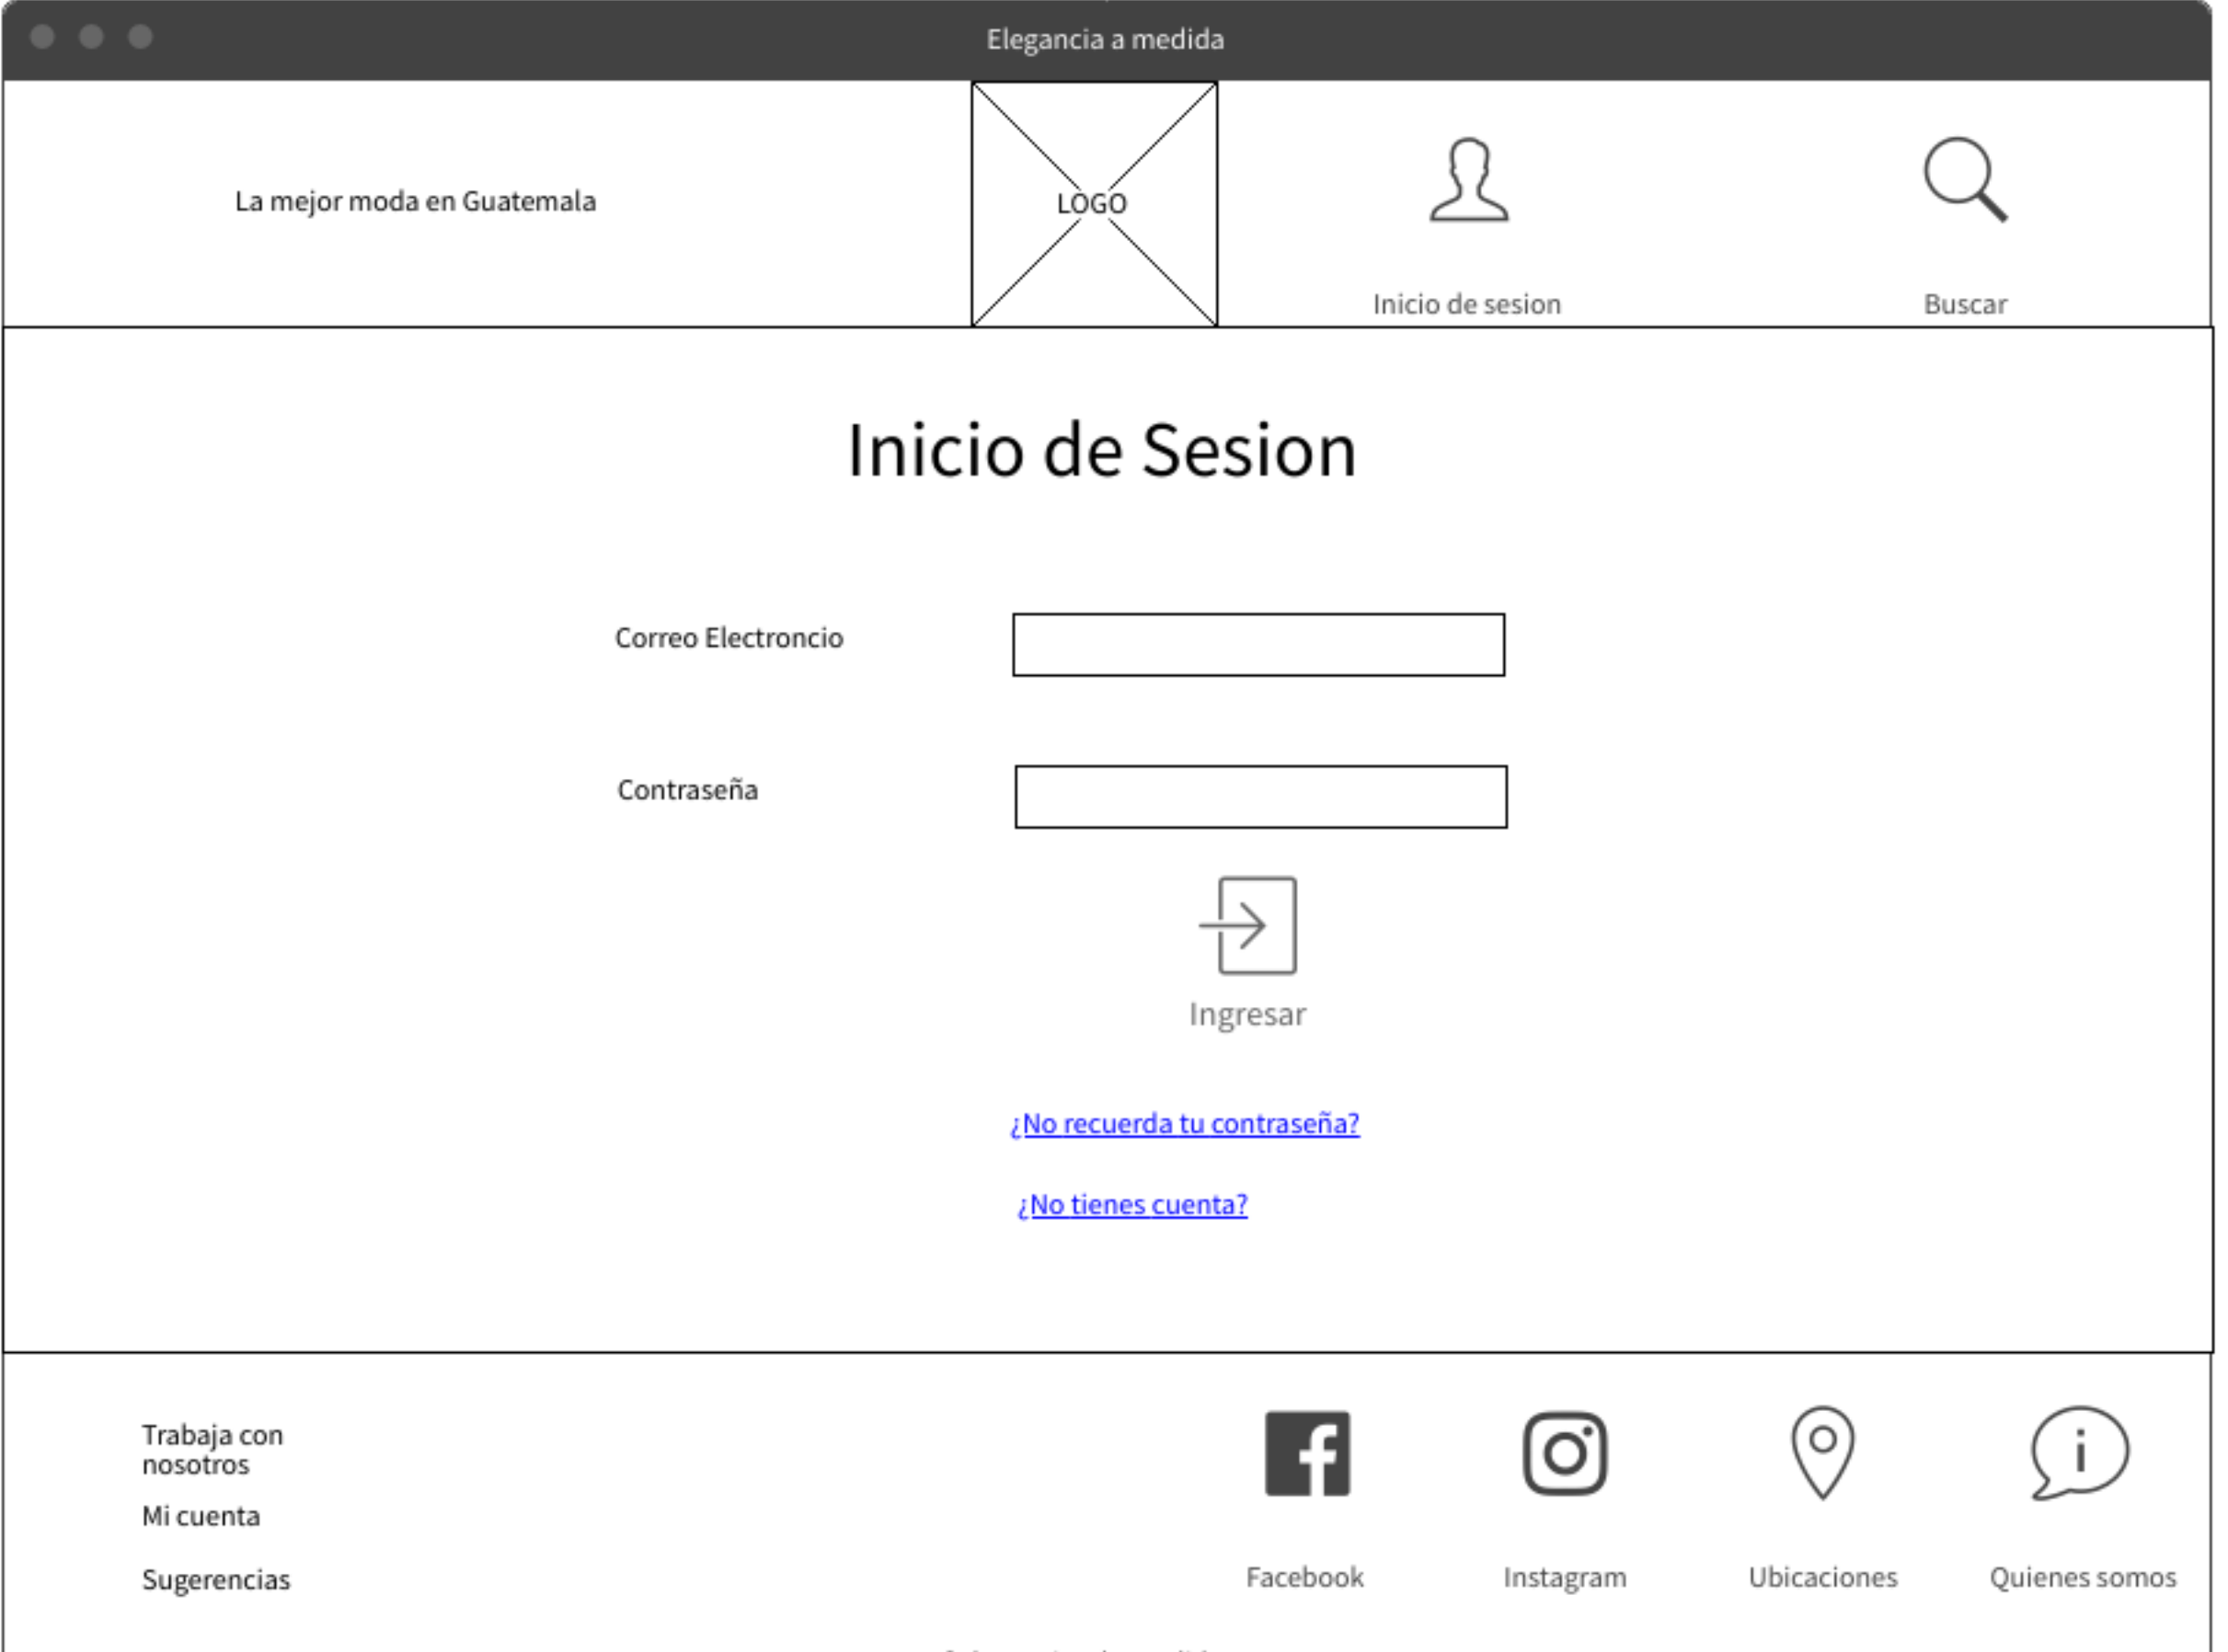 Elegancia a medida
La mejor moda en Guatemala
LOGO
Inicio de sesion
Buscar
Inicio de Sesion
Correo Electroncio
Contraseña
Ingresar
¿No recuerda tu contraseña?
¿No tienes cuenta?
Trabaja con
nosotros
Mi cuenta
Sugerencias
Facebook
Instagram
Ubicaciones
Quienes somos